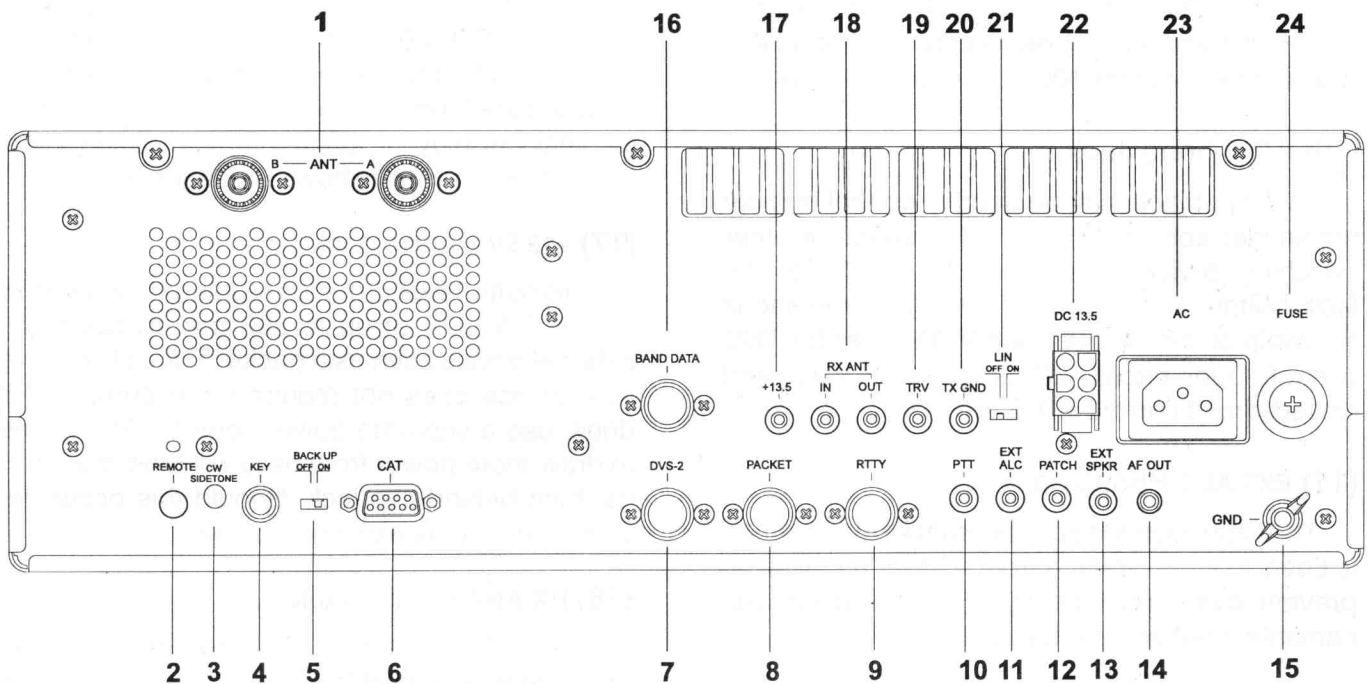 1 16 17 18 19 20 21 22 23 24
B ANT A
DC 13.5 AC FUSE
BAND DATA
RX ANT
+13.5 IN OUT TRV TX GND
LIN
OFF ON
REMOTE
CW
SIDETONE
KEY
BACK UP
OFF ON
CAT
DVS-2 PACKET RTTY
PTT
EXT
ALC
PATCH
EXT
SPKR
AF OUT
GND
2 3 4 5 6 7 8 9 10 11 12 13 14 15